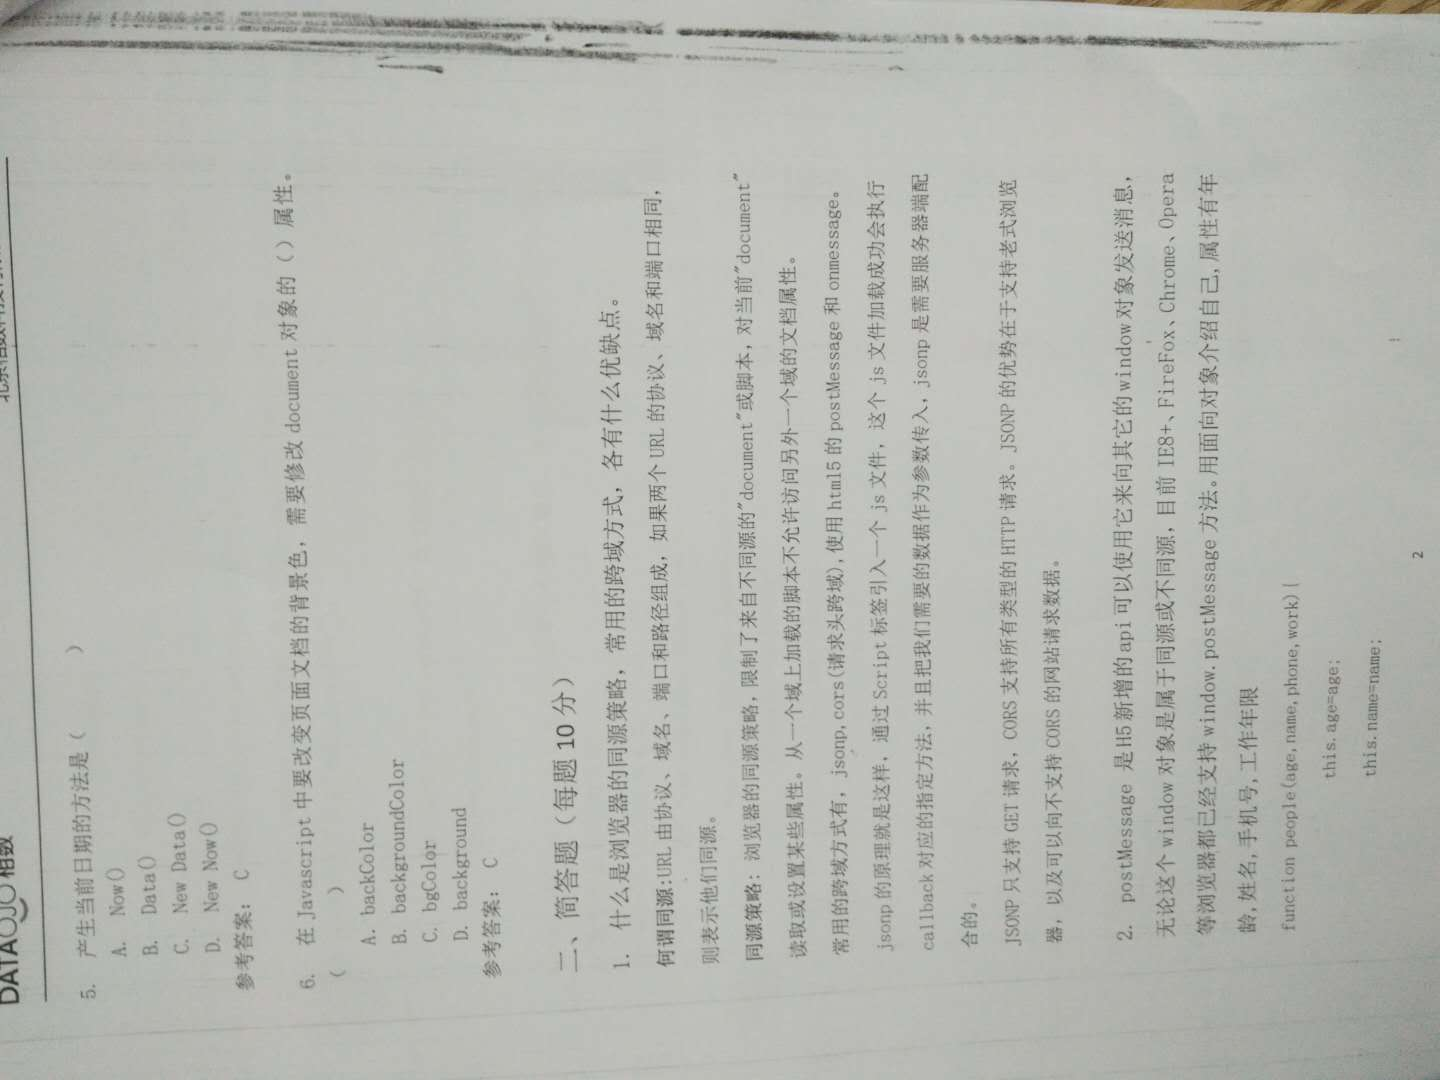 DATAOJO 相数
5. 产生当前日期的方法是（ ）
A. Now()
B. Data()
C. New Data()
D. New Now()
参考答案: C
6. 在 Javascript 中要改变页面文档的背景色，需要修改 document 对象的（ ）属性。
( )
A. backColor
B. backgroundColor
C. bgColor
D. background
参考答案: C
二、简答题（每题 10 分）
1. 什么是浏览器的同源策略，常用的跨域方式，各有什么优缺点。
何谓同源:URL 由协议、域名、端口和路径组成，如果两个 URL 的协议、域名和端口相同，
则表示他们同源。
同源策略: 浏览器的同源策略, 限制了来自不同源的"document"或脚本, 对当前"document"
读取或设置某些属性。从一个域上加载的脚本不允许访问另外一个域的文档属性。
常用的跨域方式有, jsonp,cors(请求头跨域),使用 html5 的 postMessage 和 onmessage。
jsonp 的原理就是这样, 通过 Script 标签引入一个 js 文件, 这个 js 文件加载成功会执行
callback 对应的指定方法, 并且把我们需要的数据作为参数传入, jsonp 是需要服务器端配
合的。
JSONP 只支持 GET 请求, CORS 支持所有类型的 HTTP 请求。JSONP 的优势在于支持老式浏览
器, 以及可以向不支持 CORS 的网站请求数据。
2. postMessage 是 H5 新增的 api 可以使用它来向其它的 window 对象发送消息,
无论这个 window 对象是属于同源或不同源, 目前 IE8+、FireFox、Chrome、Opera
等浏览器都已经支持 window.postMessage 方法。用面向对象介绍自己,属性有年
龄,姓名,手机号,工作年限
function people(age,name,phone,work){
this.age=age;
this.name=name;
2